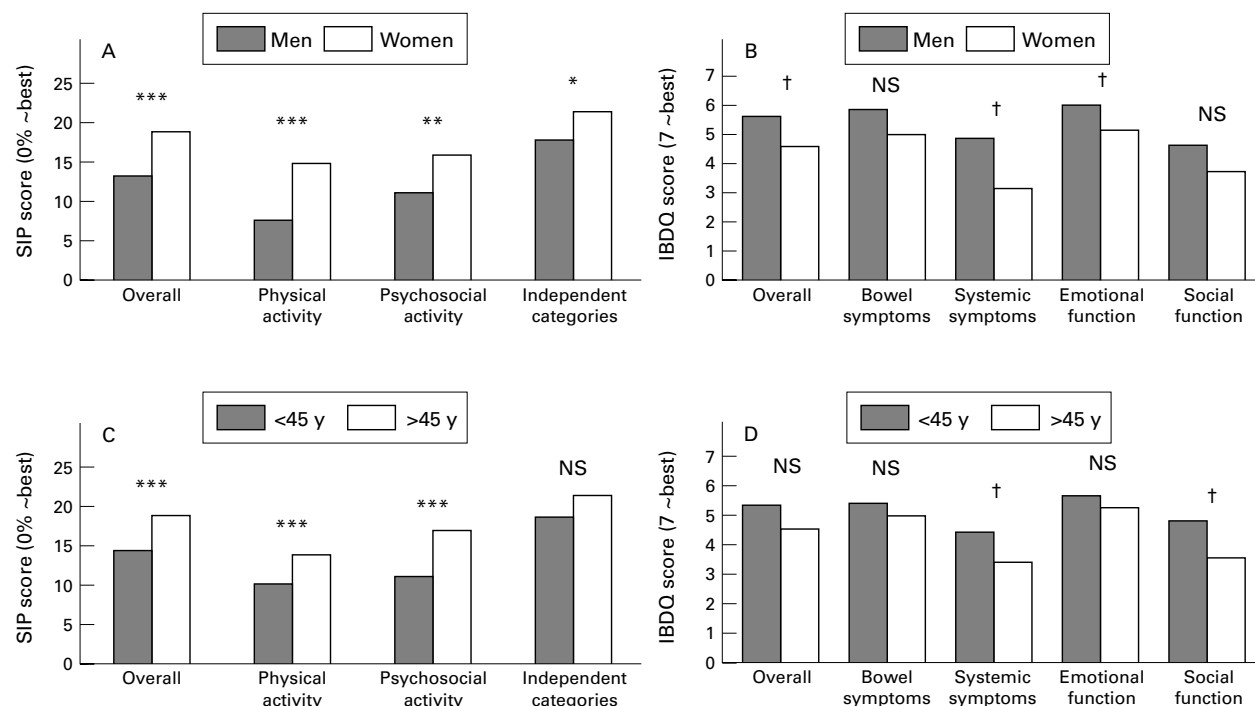 A
Men Women
SIP score (0% ~best)
25
20
15
10
5
0
***
***
**
*
Overall
Physical
activity
Psychosocial
activity
Independent
categories
B
Men Women
IBDQ score (7 ~best)
7
6
5
4
3
2
1
0
†
NS
†
†
NS
Overall
Bowel
symptoms
Systemic
symptoms
Emotional
function
Social
function
C
<45 y >45 y
SIP score (0% ~best)
25
20
15
10
5
0
***
***
***
NS
Overall
Physical
activity
Psychosocial
activity
Independent
categories
D
<45 y >45 y
IBDQ score (7 ~best)
7
6
5
4
3
2
1
0
NS
NS
†
NS
†
Overall
Bowel
symptoms
Systemic
symptoms
Emotional
function
Social
function